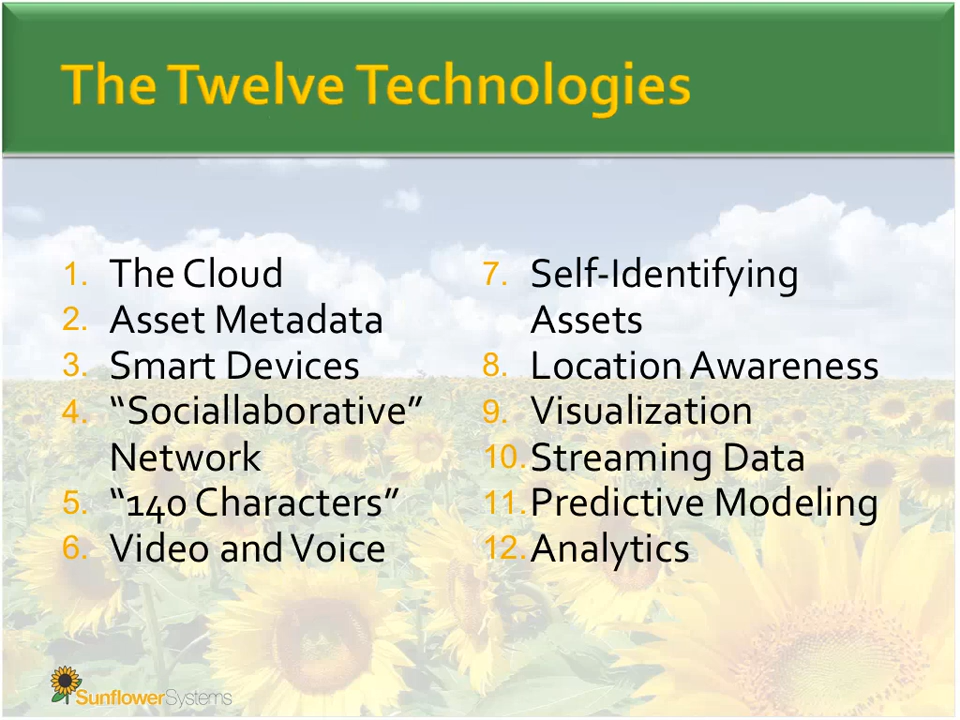 The Twelve Technologies
1. The Cloud
2. Asset Metadata
3. Smart Devices
4. “Sociallaborative”
Network
5. “140 Characters”
6. Video and Voice
7. Self-Identifying
Assets
8. Location Awareness
9. Visualization
10. Streaming Data
11. Predictive Modeling
12. Analytics
SunflowerSystems